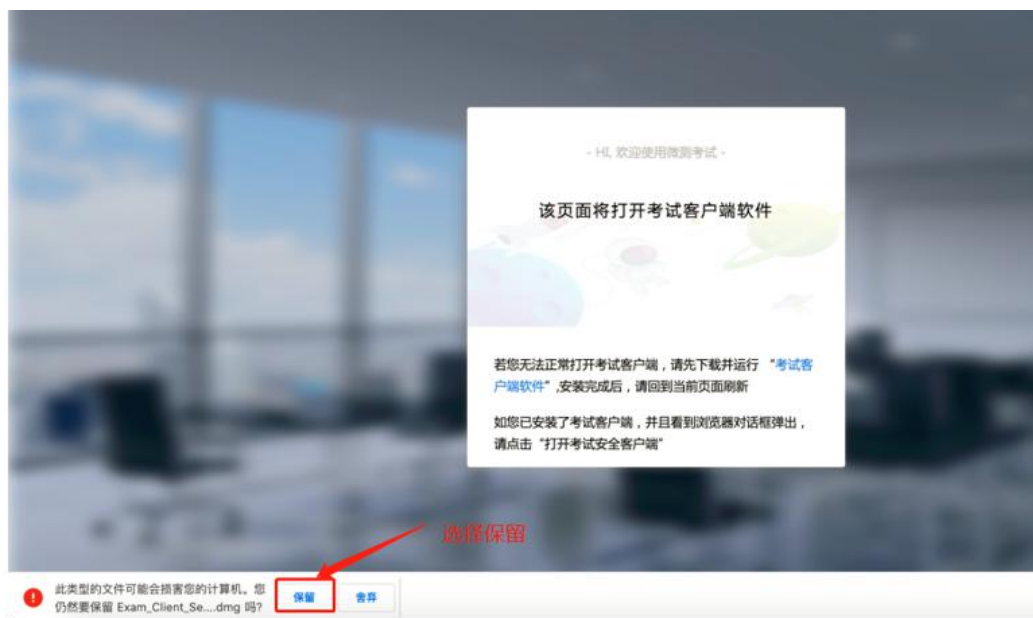 - HI, 欢迎使用微测考试 -
该页面将打开考试客户端软件
若您无法正常打开考试客户端，请先下载并运行 “考试客
户端软件”,安装完成后，请回到当前页面刷新
如您已安装了考试客户端，并且看到浏览器对话框弹出，
请点击 “打开考试安全客户端”
选择保留
此类型的文件可能会损害您的计算机。您
仍然要保留 Exam_Client_Se....dmg 吗?
保留
舍弃